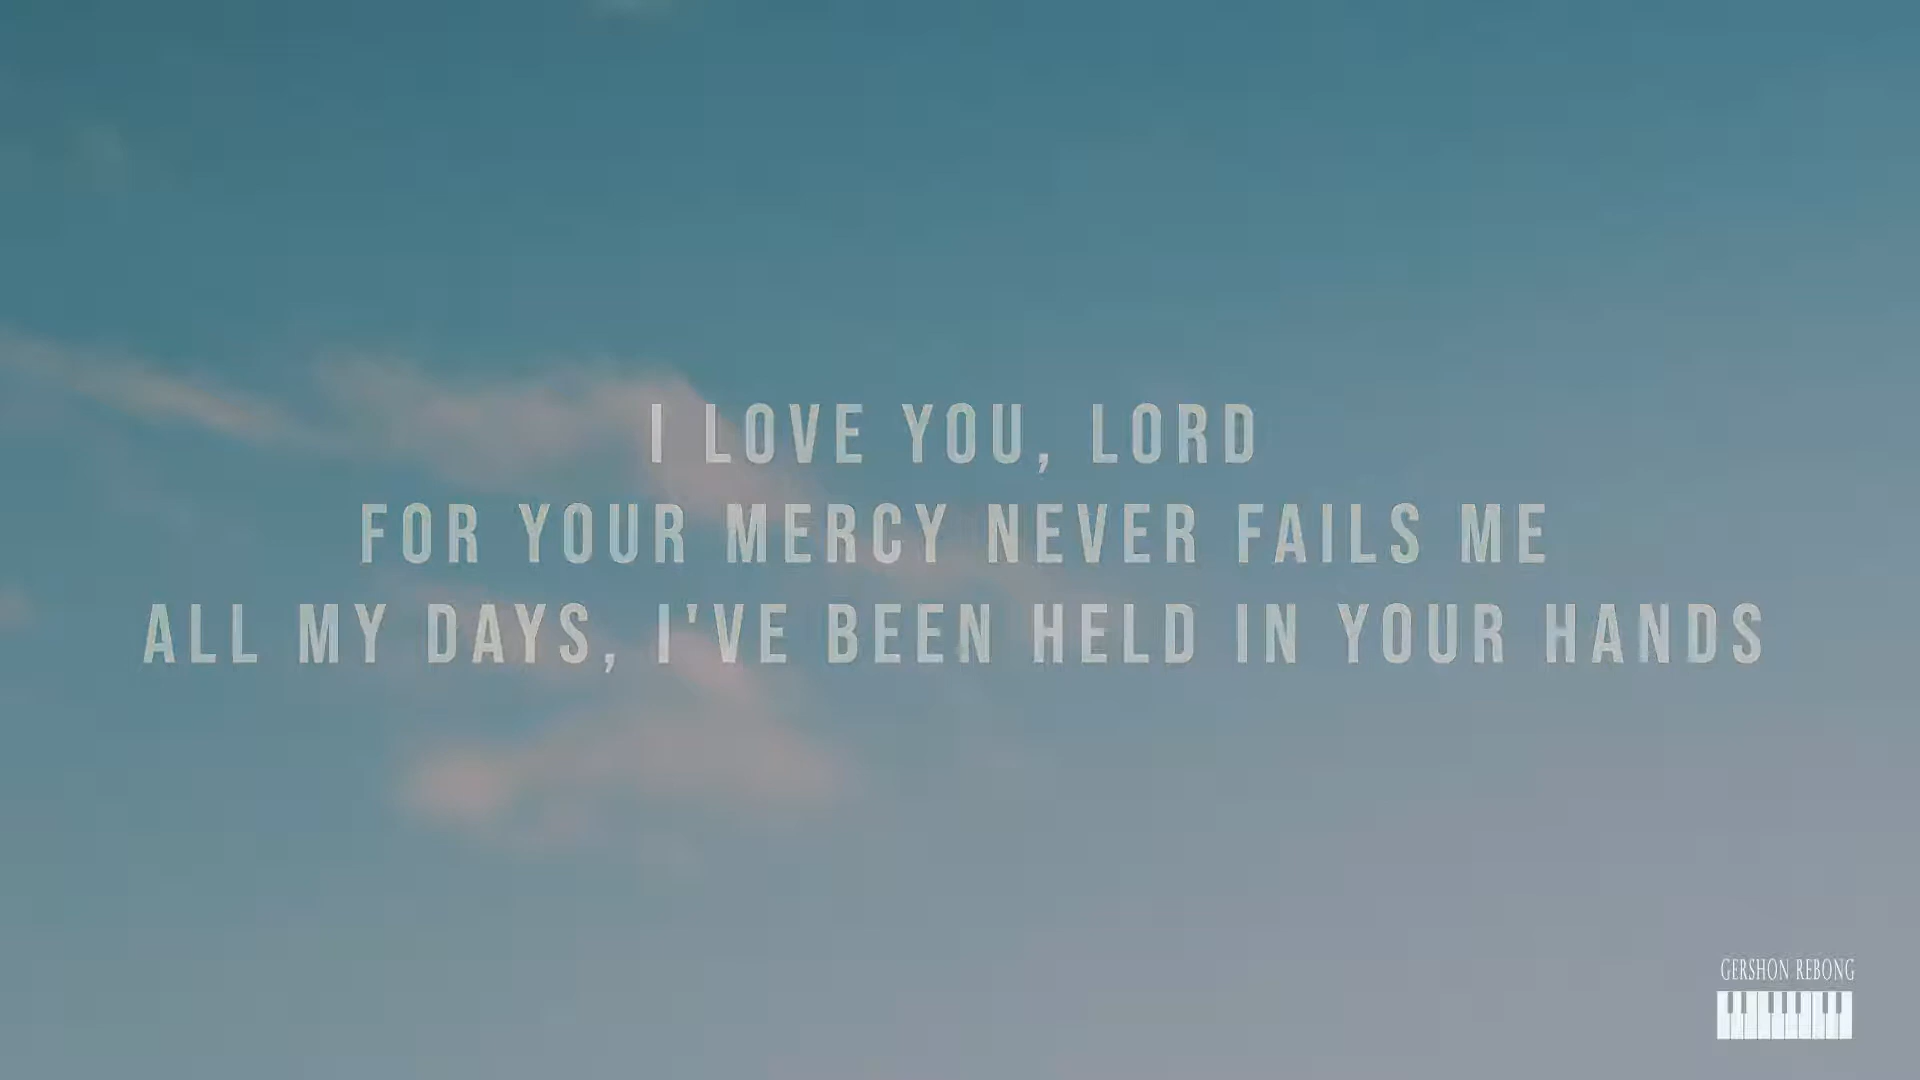 I LOVE YOU, LORD
FOR YOUR MERCY NEVER FAILS ME
ALL MY DAYS, I'VE BEEN HELD IN YOUR HANDS
GERSHON REBONG